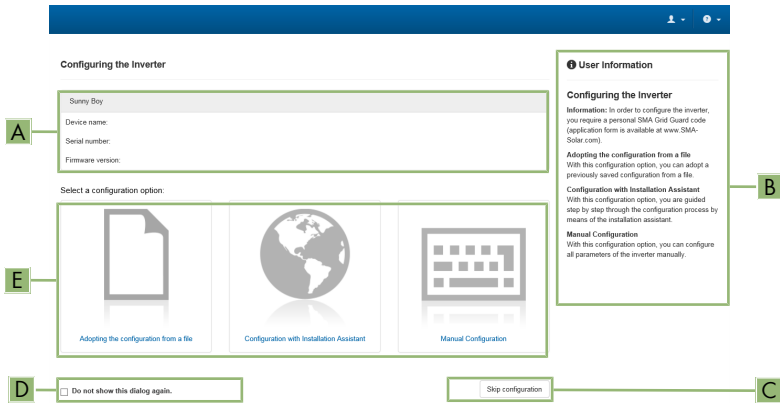 Configuring the Inverter
Sunny Boy
Device name:
Serial number:
Firmware version:
A
Select a configuration option:
E
Adopting the configuration from a file
Configuration with Installation Assistant
Manual Configuration
D
Do not show this dialog again.
Skip configuration
C
User Information
Configuring the Inverter
Information: In order to configure the inverter,
you require a personal SMA Grid Guard code
(application form is available at www.SMA-
Solar.com).
Adopting the configuration from a file
With this configuration option, you can adopt a
previously saved configuration from a file.
Configuration with Installation Assistant
With this configuration option, you are guided
step by step through the configuration process by
means of the installation assistant.
Manual Configuration
With this configuration option, you can configure
all parameters of the inverter manually.
B